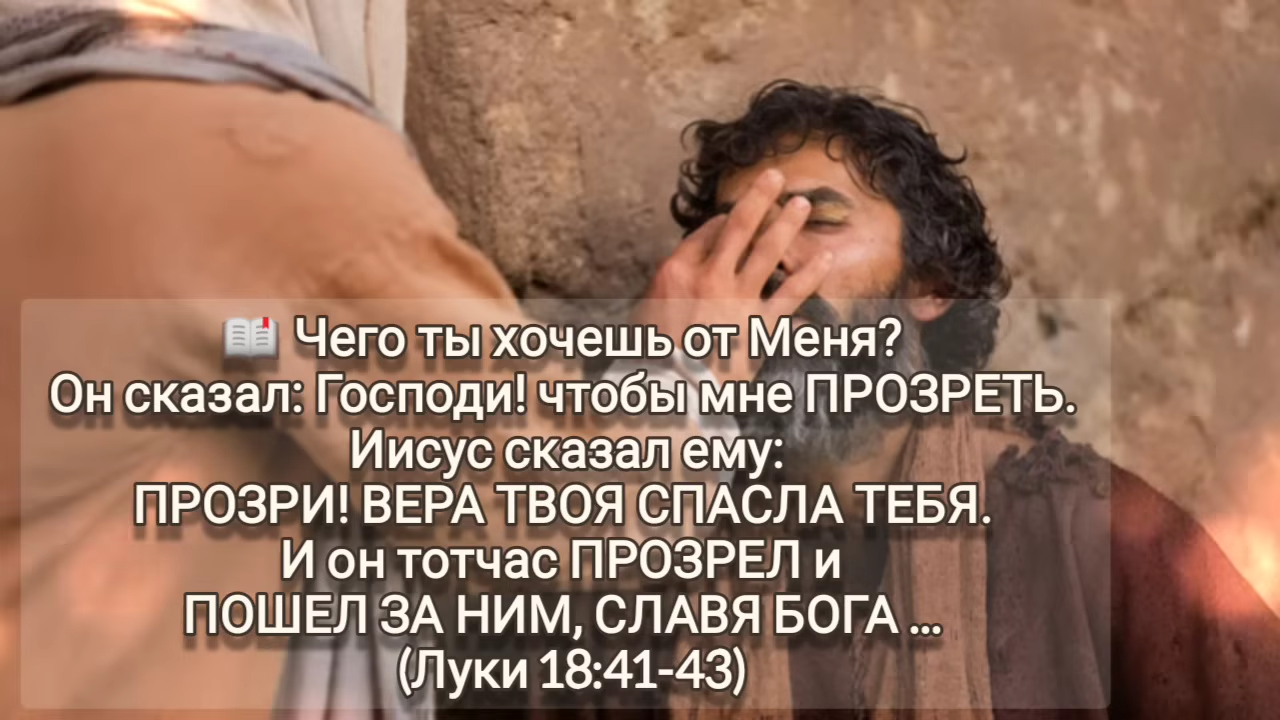 📖 Чего ты хочешь от Меня?
Он сказал: Господи! чтобы мне ПРОЗРЕТЬ.
Иисус сказал ему:
ПРОЗРИ! ВЕРА ТВОЯ СПАСЛА ТЕБЯ.
И он тотчас ПРОЗРЕЛ и
ПОШЕЛ ЗА НИМ, СЛАВЯ БОГА ...
(Луки 18:41-43)